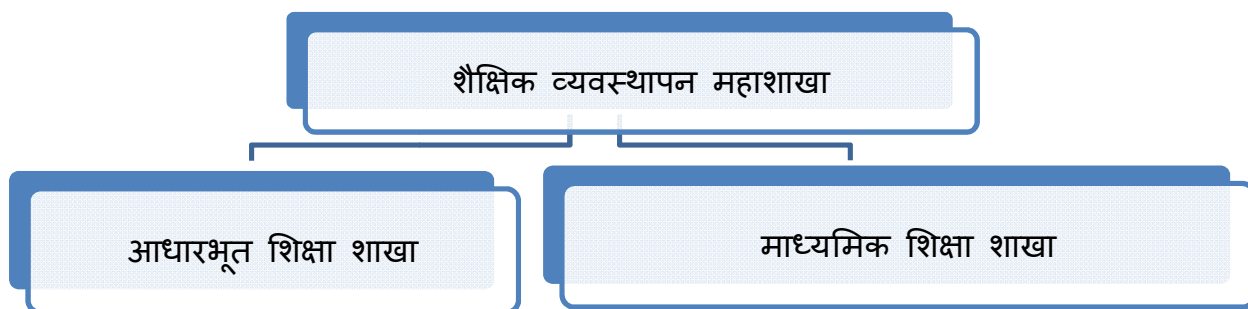 शैक्षिक व्यवस्थापन महाशाखा
आधारभूत शिक्षा शाखा
माध्यमिक शिक्षा शाखा